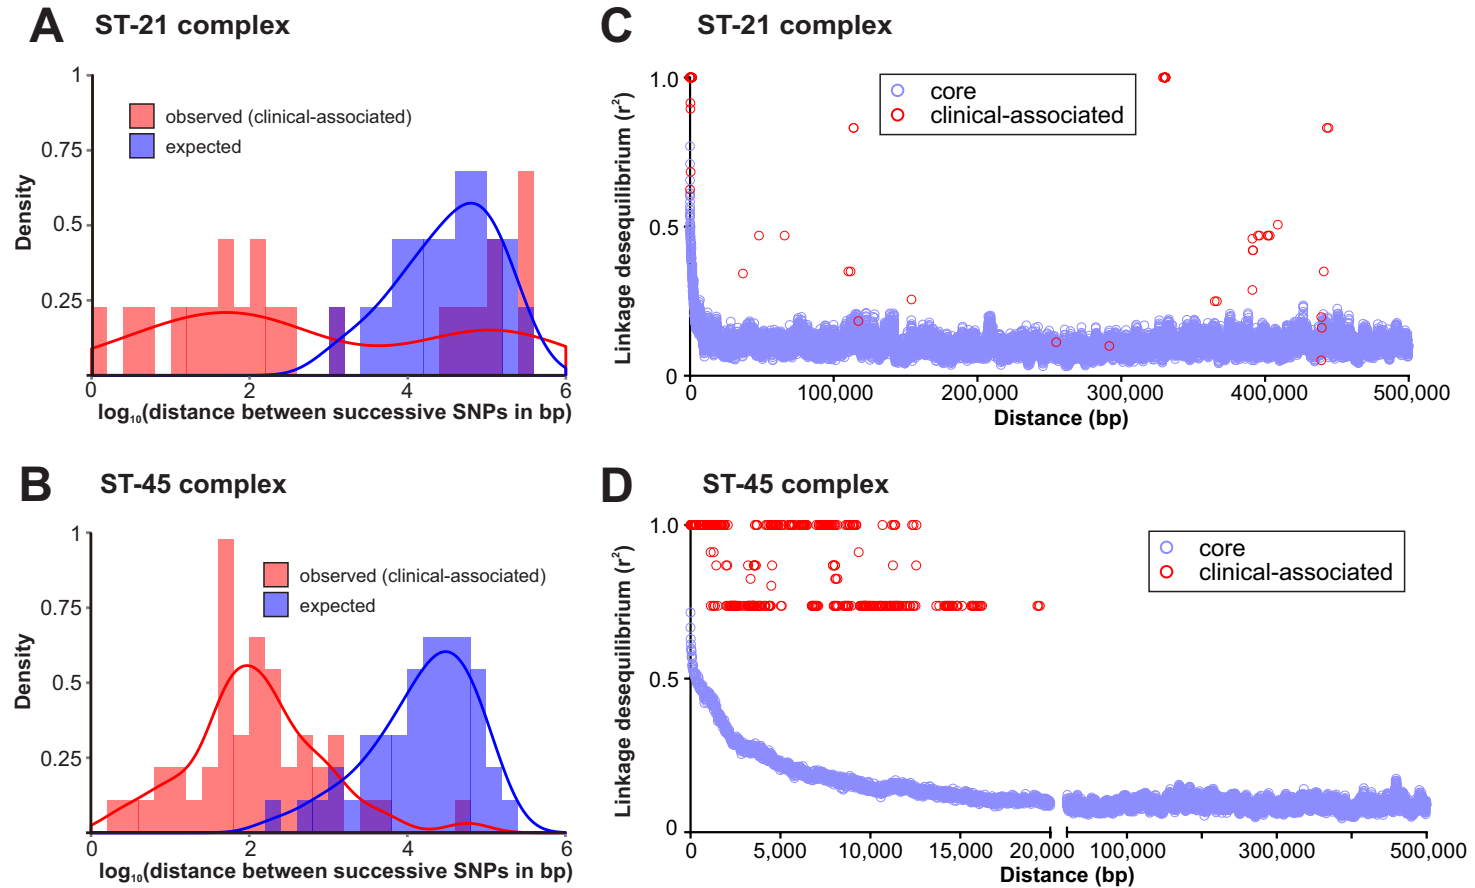 A ST-21 complex
1
0.75
0.5
0.25
Density
observed (clinical-associated)
expected
0 2 4 6
log₁₀(distance between successive SNPs in bp)
C ST-21 complex
1.0
0.5
0
Linkage desequilibrium (r²)
core
clinical-associated
0 100,000 200,000 300,000 400,000 500,000
Distance (bp)
B ST-45 complex
1
0.75
0.5
0.25
Density
observed (clinical-associated)
expected
0 2 4 6
log₁₀(distance between successive SNPs in bp)
D ST-45 complex
1.0
0.5
0
Linkage desequilibrium (r²)
core
clinical-associated
0 5,000 10,000 15,000 20,000 100,000 300,000 500,000
Distance (bp)